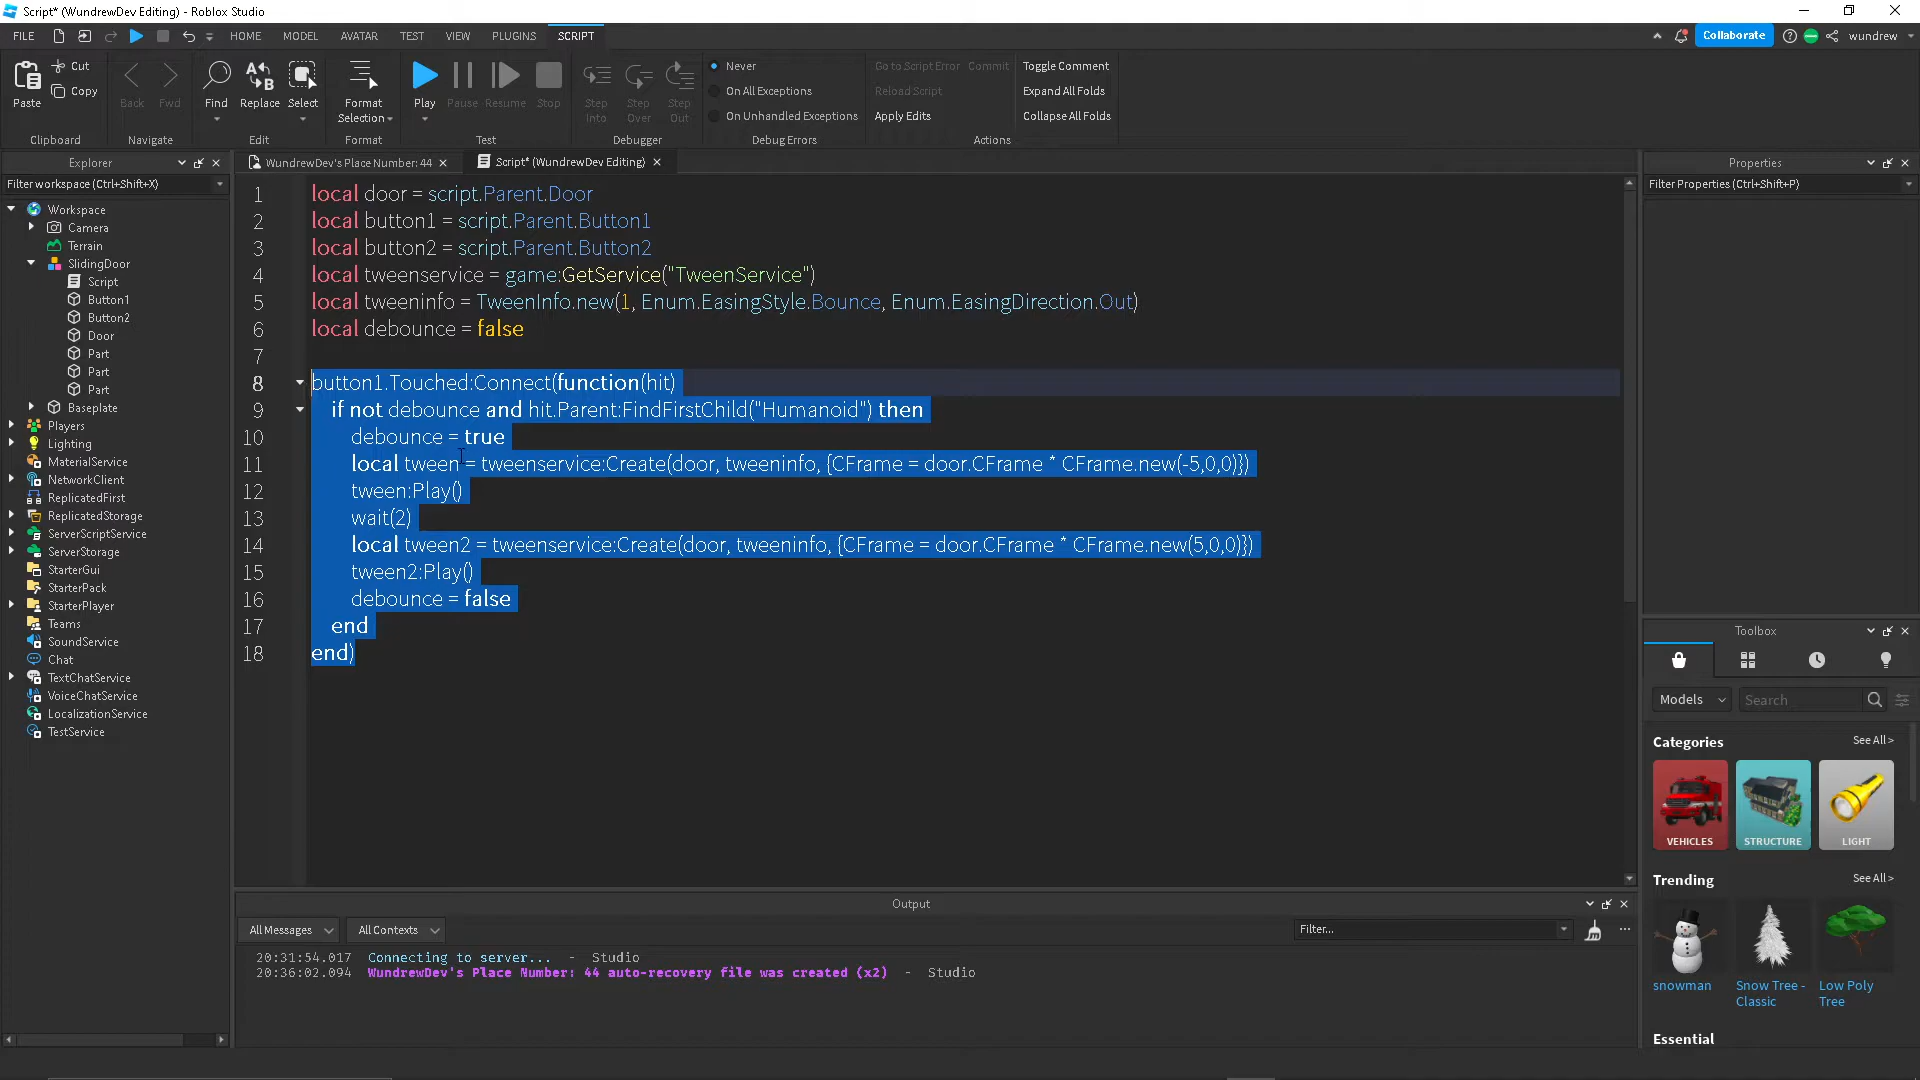 Script* (WundrewDev Editing) - Roblox Studio
FILE HOME MODEL AVATAR TEST VIEW PLUGINS SCRIPT Collaborate wundrew
Paste Cut Copy Back Fwd Find Replace Select Format Selection Play Pause Resume Stop Step Into Step Over Step Out
Never
On All Exceptions
On Unhandled Exceptions
Go to Script Error Commit
Reload Script
Apply Edits
Toggle Comment
Expand All Folds
Collapse All Folds
Clipboard Navigate Edit Format Test Debugger Debug Errors Actions
Explorer
Filter workspace (Ctrl+Shift+X)
Workspace
Camera
Terrain
SlidingDoor
Script
Button1
Button2
Door
Part
Part
Part
Baseplate
Players
Lighting
MaterialService
NetworkClient
ReplicatedFirst
ReplicatedStorage
ServerScriptService
ServerStorage
StarterGui
StarterPack
StarterPlayer
Teams
SoundService
Chat
TextChatService
VoiceChatService
LocalizationService
TestService
WundrewDev's Place Number: 44 Script* (WundrewDev Editing)
1 local door = script.Parent.Door
2 local button1 = script.Parent.Button1
3 local button2 = script.Parent.Button2
4 local tweenservice = game:GetService("TweenService")
5 local tweeninfo = TweenInfo.new(1, Enum.EasingStyle.Bounce, Enum.EasingDirection.Out)
6 local debounce = false
7
8 button1.Touched:Connect(function(hit)
9 if not debounce and hit.Parent:FindFirstChild("Humanoid") then
10 debounce = true
11 local tween = tweenservice:Create(door, tweeninfo, {CFrame = door.CFrame * CFrame.new(-5,0,0)})
12 tween:Play()
13 wait(2)
14 local tween2 = tweenservice:Create(door, tweeninfo, {CFrame = door.CFrame * CFrame.new(5,0,0)})
15 tween2:Play()
16 debounce = false
17 end
18 end)
Output
All Messages All Contexts Filter...
20:31:54.017 Connecting to server... - Studio
20:36:02.094 WundrewDev's Place Number: 44 auto-recovery file was created (x2) - Studio
Properties
Filter Properties (Ctrl+Shift+P)
Toolbox
Models Search
Categories See All >
VEHICLES STRUCTURE LIGHT
Trending See All >
snowman
Snow Tree - Classic
Low Poly Tree
Essential